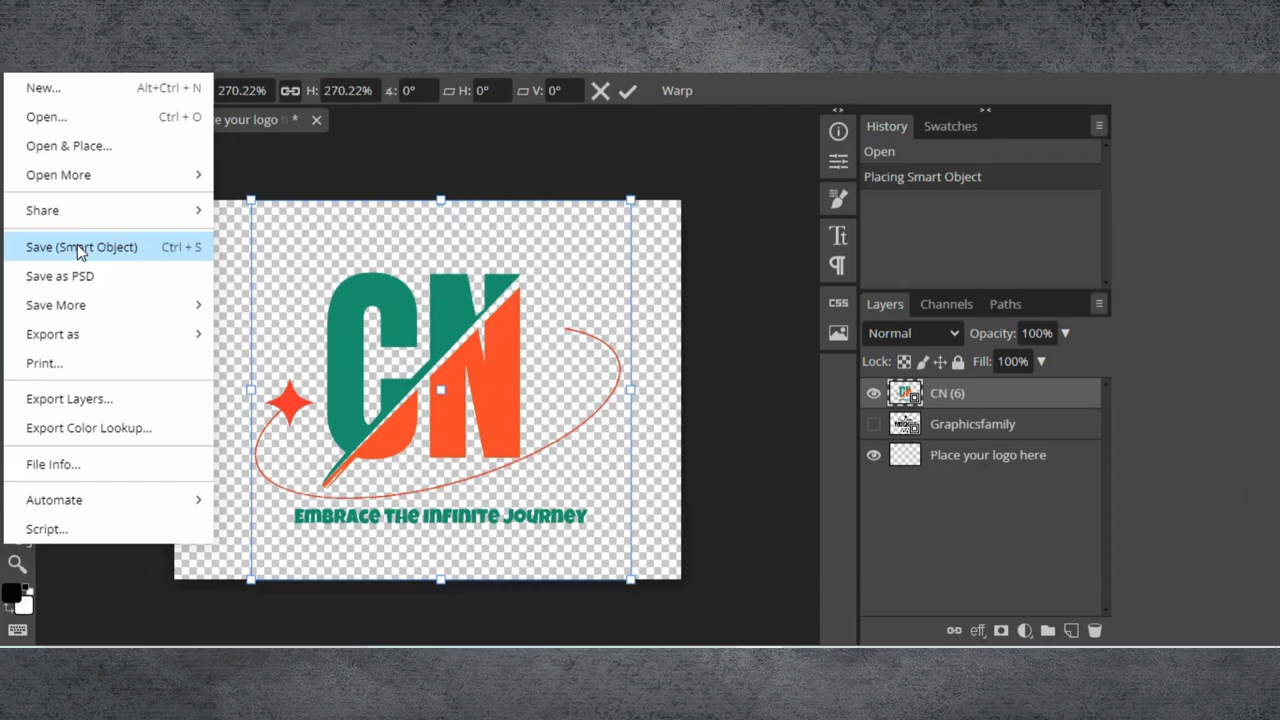 New... Alt+Ctrl + N
Open... Ctrl + O
Open & Place...
Open More
Share
Save (Smart Object) Ctrl + S
Save as PSD
Save More
Export as
Print...
Export Layers...
Export Color Lookup...
File Info...
Automate
Script...
270.22% H: 270.22% 0° H: 0° V: 0° Warp
e your logo *
CN
Embrace the Infinite Journey
CSS
History Swatches
Open
Placing Smart Object
Layers Channels Paths
Normal Opacity: 100%
Lock: Fill: 100%
CN (6)
Graphicsfamily
Place your logo here
eff